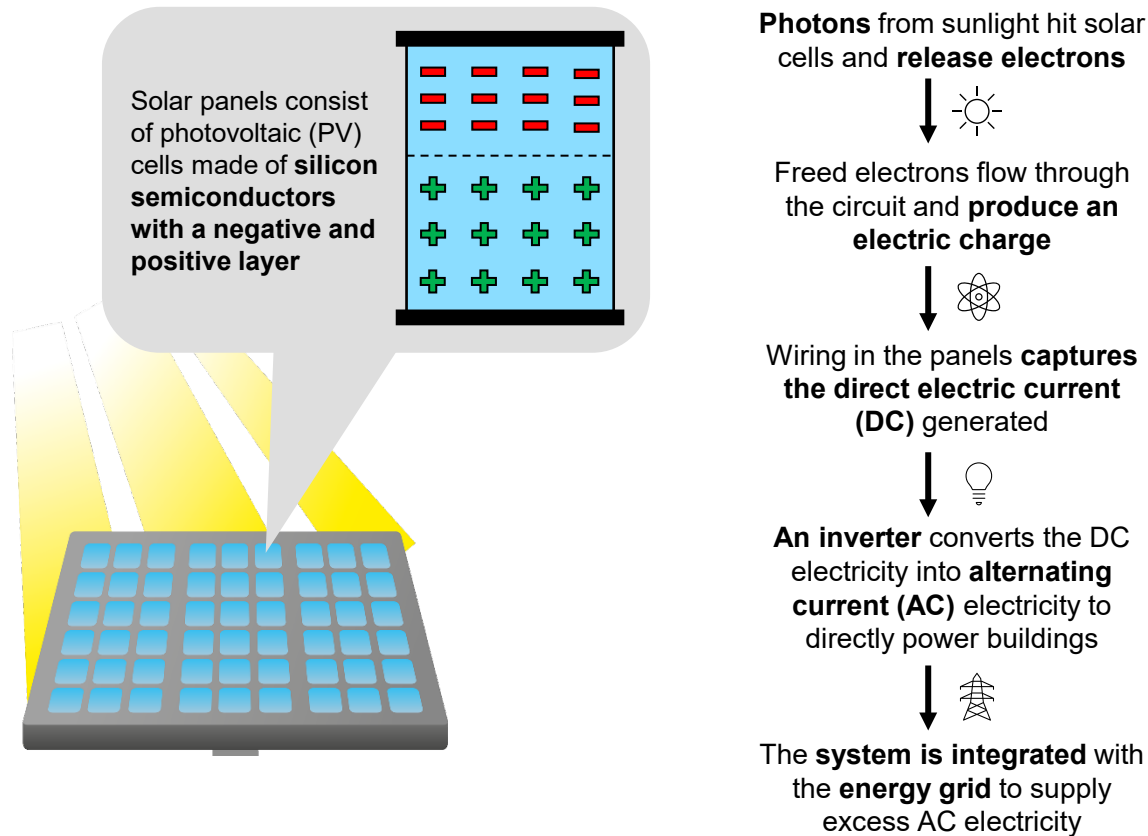 Solar panels consist
of photovoltaic (PV)
cells made of silicon
semiconductors
with a negative and
positive layer
Photons from sunlight hit solar
cells and release electrons
Freed electrons flow through
the circuit and produce an
electric charge
Wiring in the panels captures
the direct electric current
(DC) generated
An inverter converts the DC
electricity into alternating
current (AC) electricity to
directly power buildings
The system is integrated with
the energy grid to supply
excess AC electricity